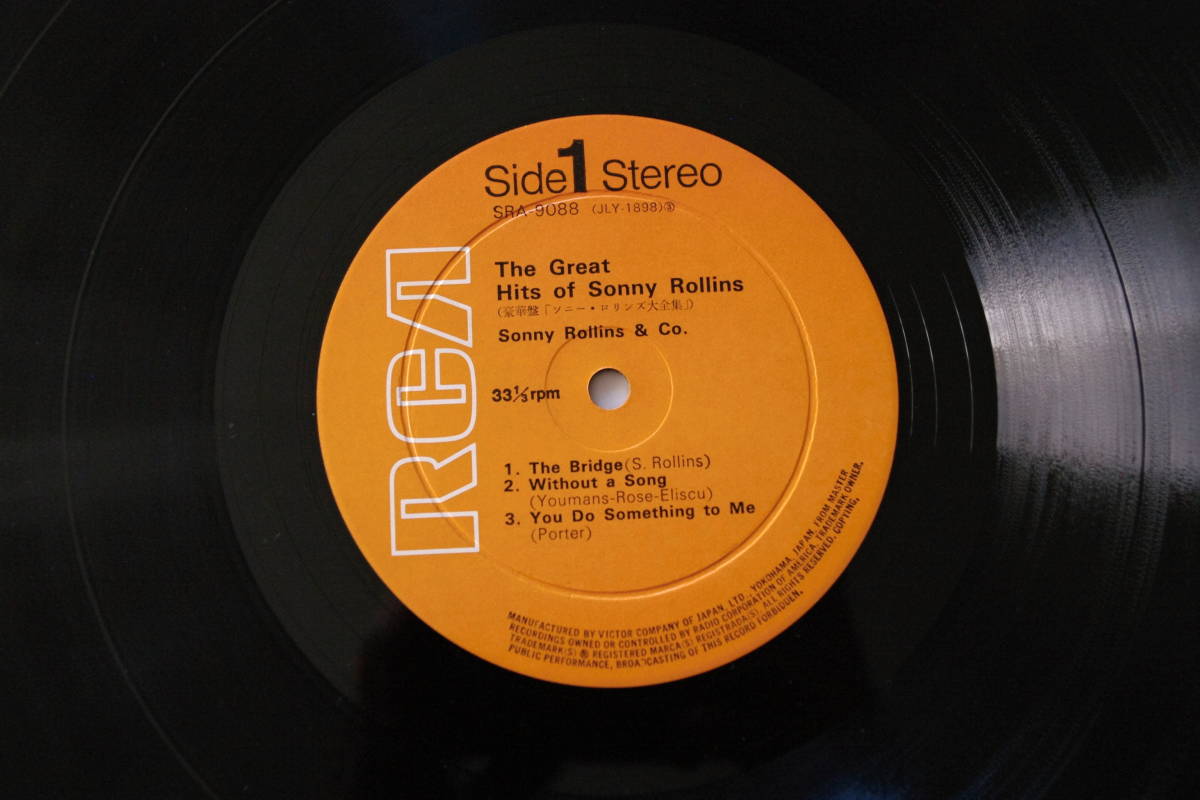 Side 1 Stereo
SRA-9088 (JLY-1898)Ⓢ
RCA
The Great
Hits of Sonny Rollins
(豪華盤「ソニー・ロリンズ大全集」)
Sonny Rollins & Co.
33⅓rpm
1. The Bridge(S. Rollins)
2. Without a Song
(Youmans-Rose-Eliscu)
3. You Do Something to Me
(Porter)
MANUFACTURED BY VICTOR COMPANY OF JAPAN, LTD., YOKOHAMA, JAPAN, FROM MASTER
RECORDINGS OWNED OR CONTROLLED BY RADIO CORPORATION OF AMERICA, TRADEMARK OWNER.
TRADEMARK(S) ® REGISTERED MARCA(S) REGISTRADA(S). ALL RIGHTS RESERVED. COPYING,
PUBLIC PERFORMANCE, BROADCASTING OF THIS RECORD FORBIDDEN.